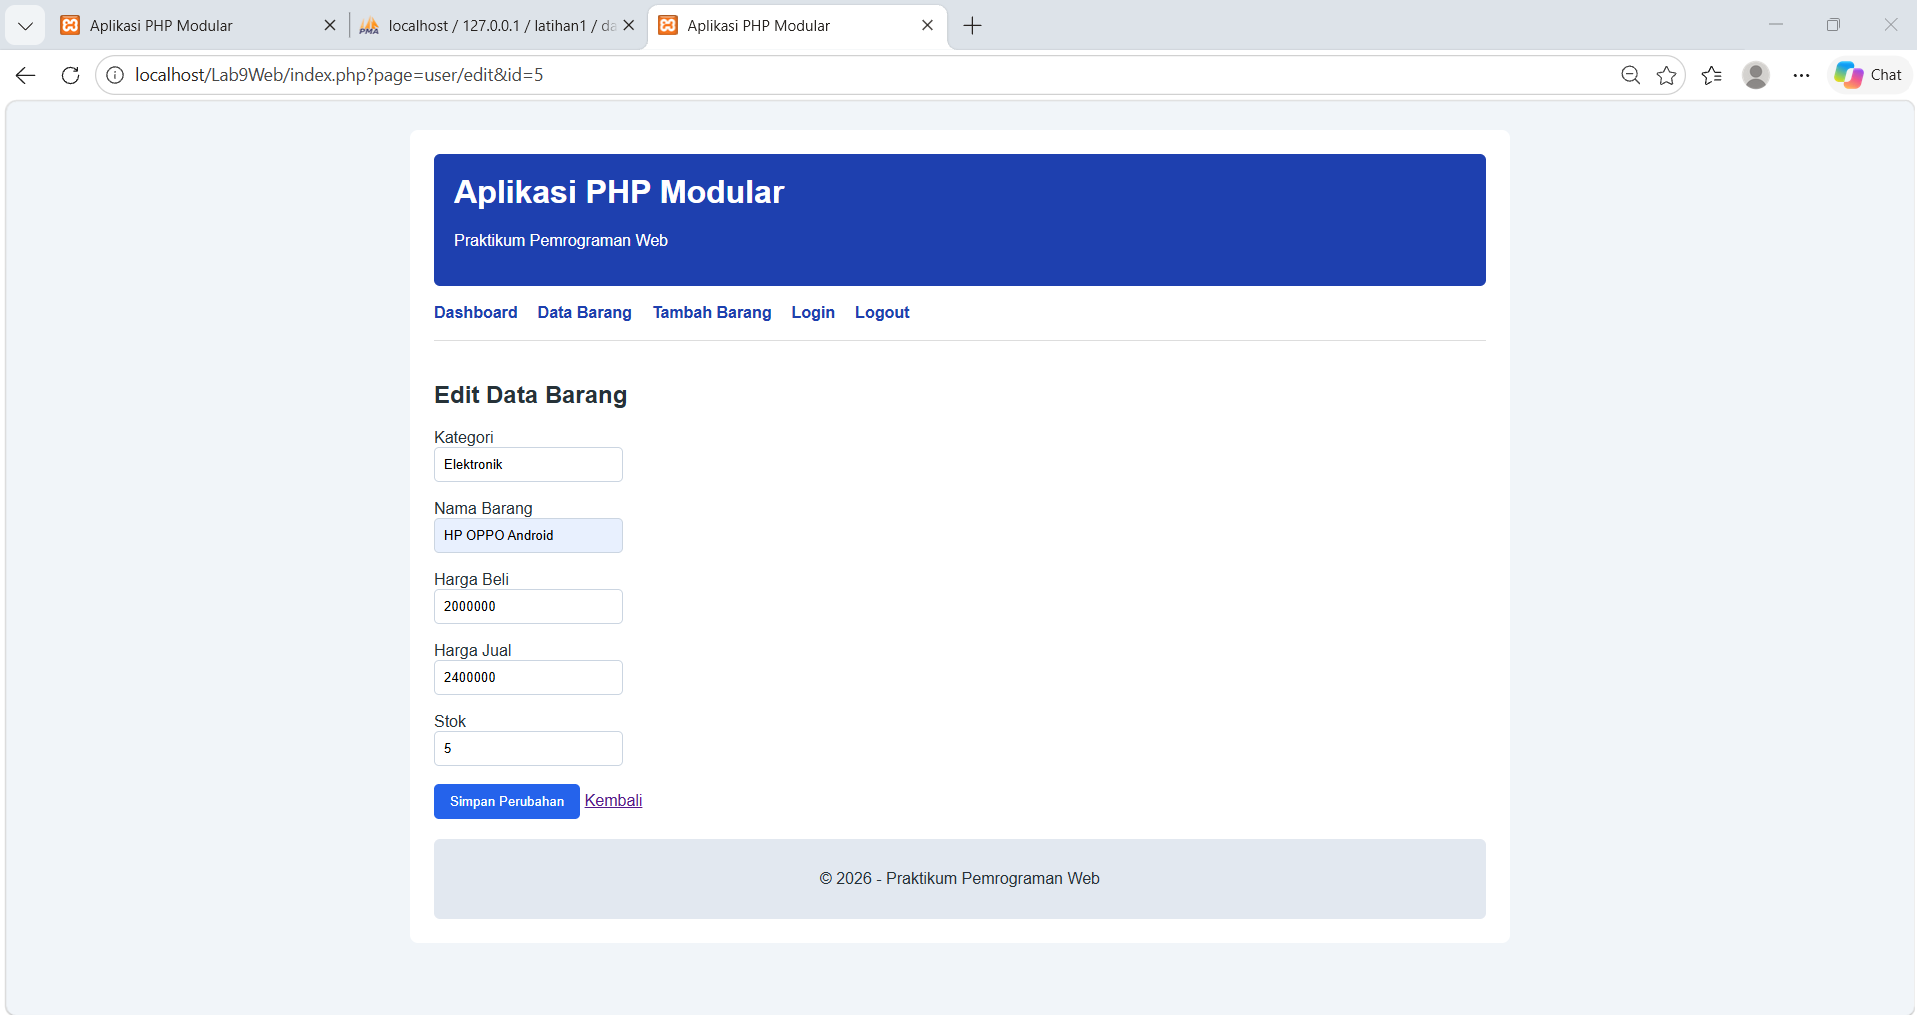 Aplikasi PHP Modular
localhost / 127.0.0.1 / latihan1 / da
Aplikasi PHP Modular
localhost/Lab9Web/index.php?page=user/edit&id=5
Chat
Aplikasi PHP Modular
Praktikum Pemrograman Web
Dashboard Data Barang Tambah Barang Login Logout
Edit Data Barang
Kategori
Elektronik
Nama Barang
HP OPPO Android
Harga Beli
2000000
Harga Jual
2400000
Stok
5
Simpan Perubahan Kembali
© 2026 - Praktikum Pemrograman Web